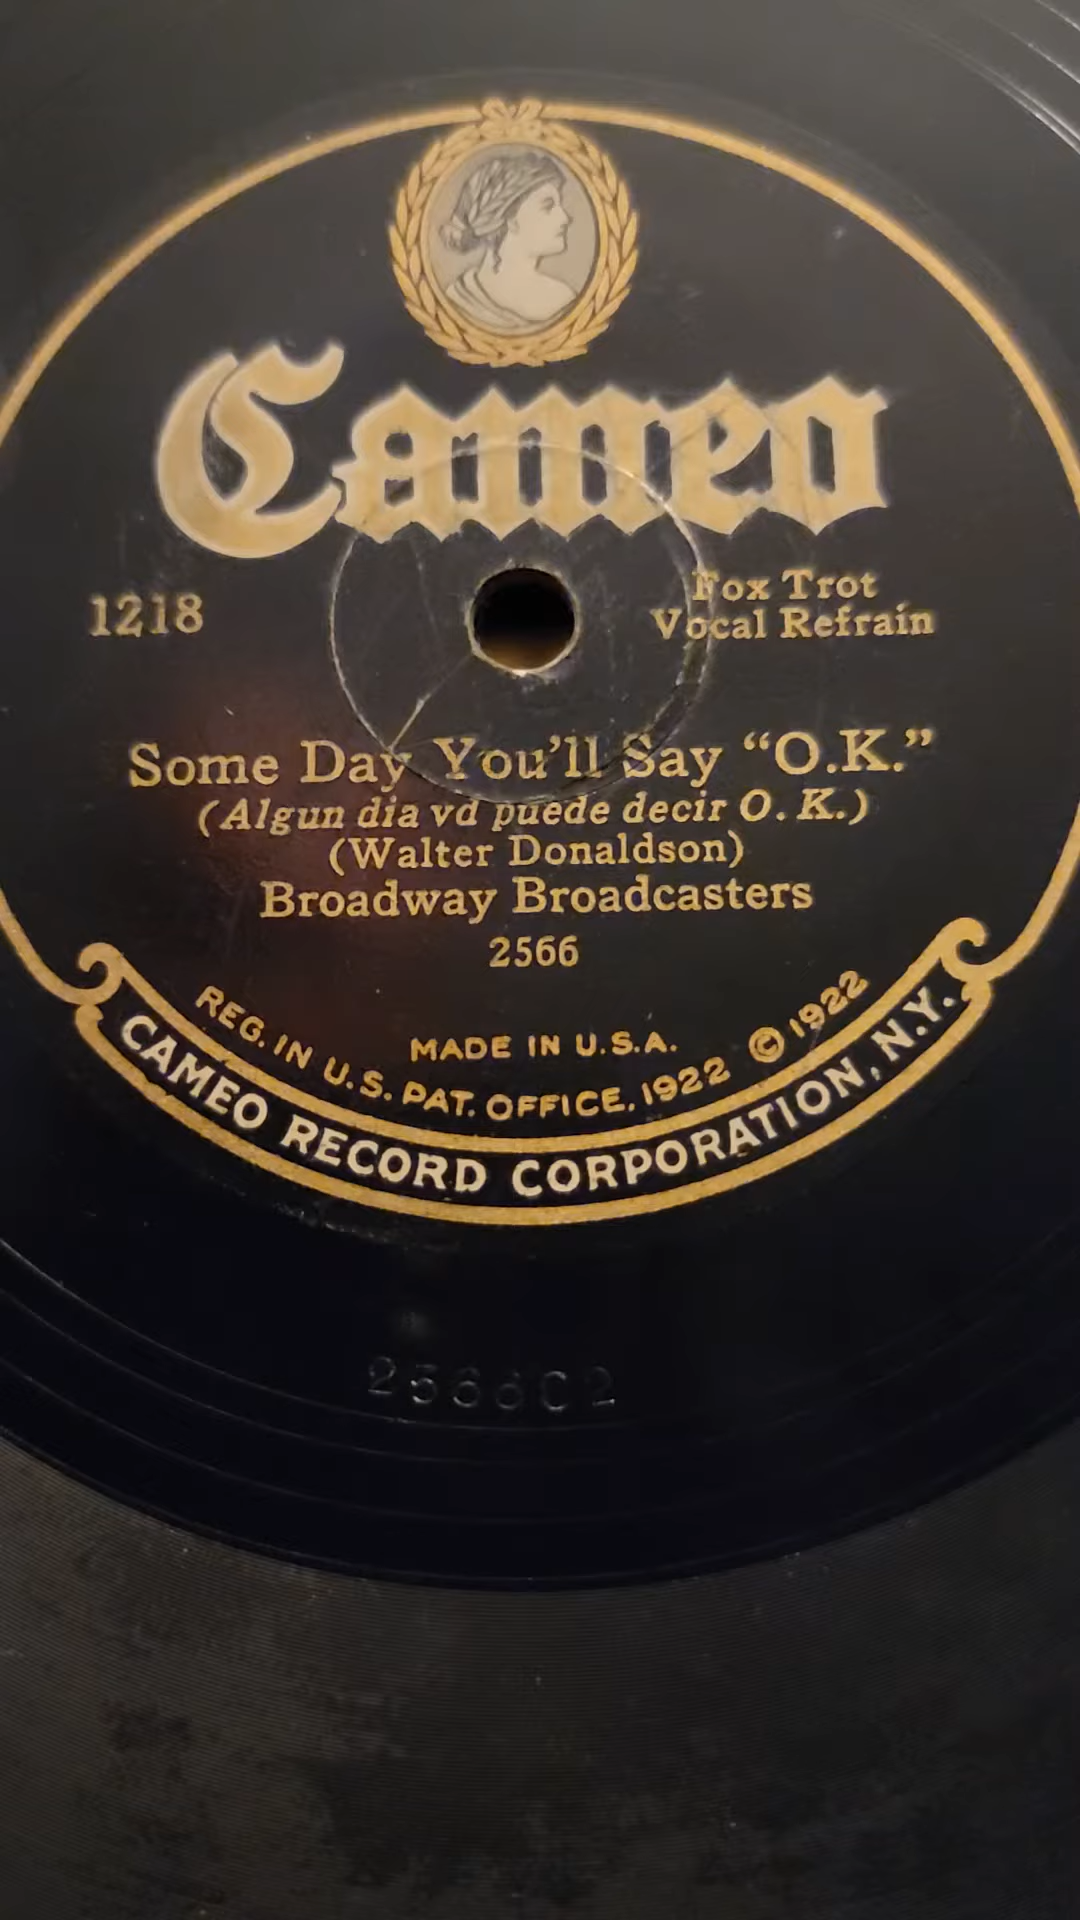 Cameo
1218
Fox Trot
Vocal Refrain
Some Day You'll Say “O.K.”
(Algun dia vd puede decir O. K.)
(Walter Donaldson)
Broadway Broadcasters
2566
MADE IN U.S.A.
REG. IN U.S. PAT. OFFICE, 1922 © 1922
CAMEO RECORD CORPORATION, N.Y.
2566C2